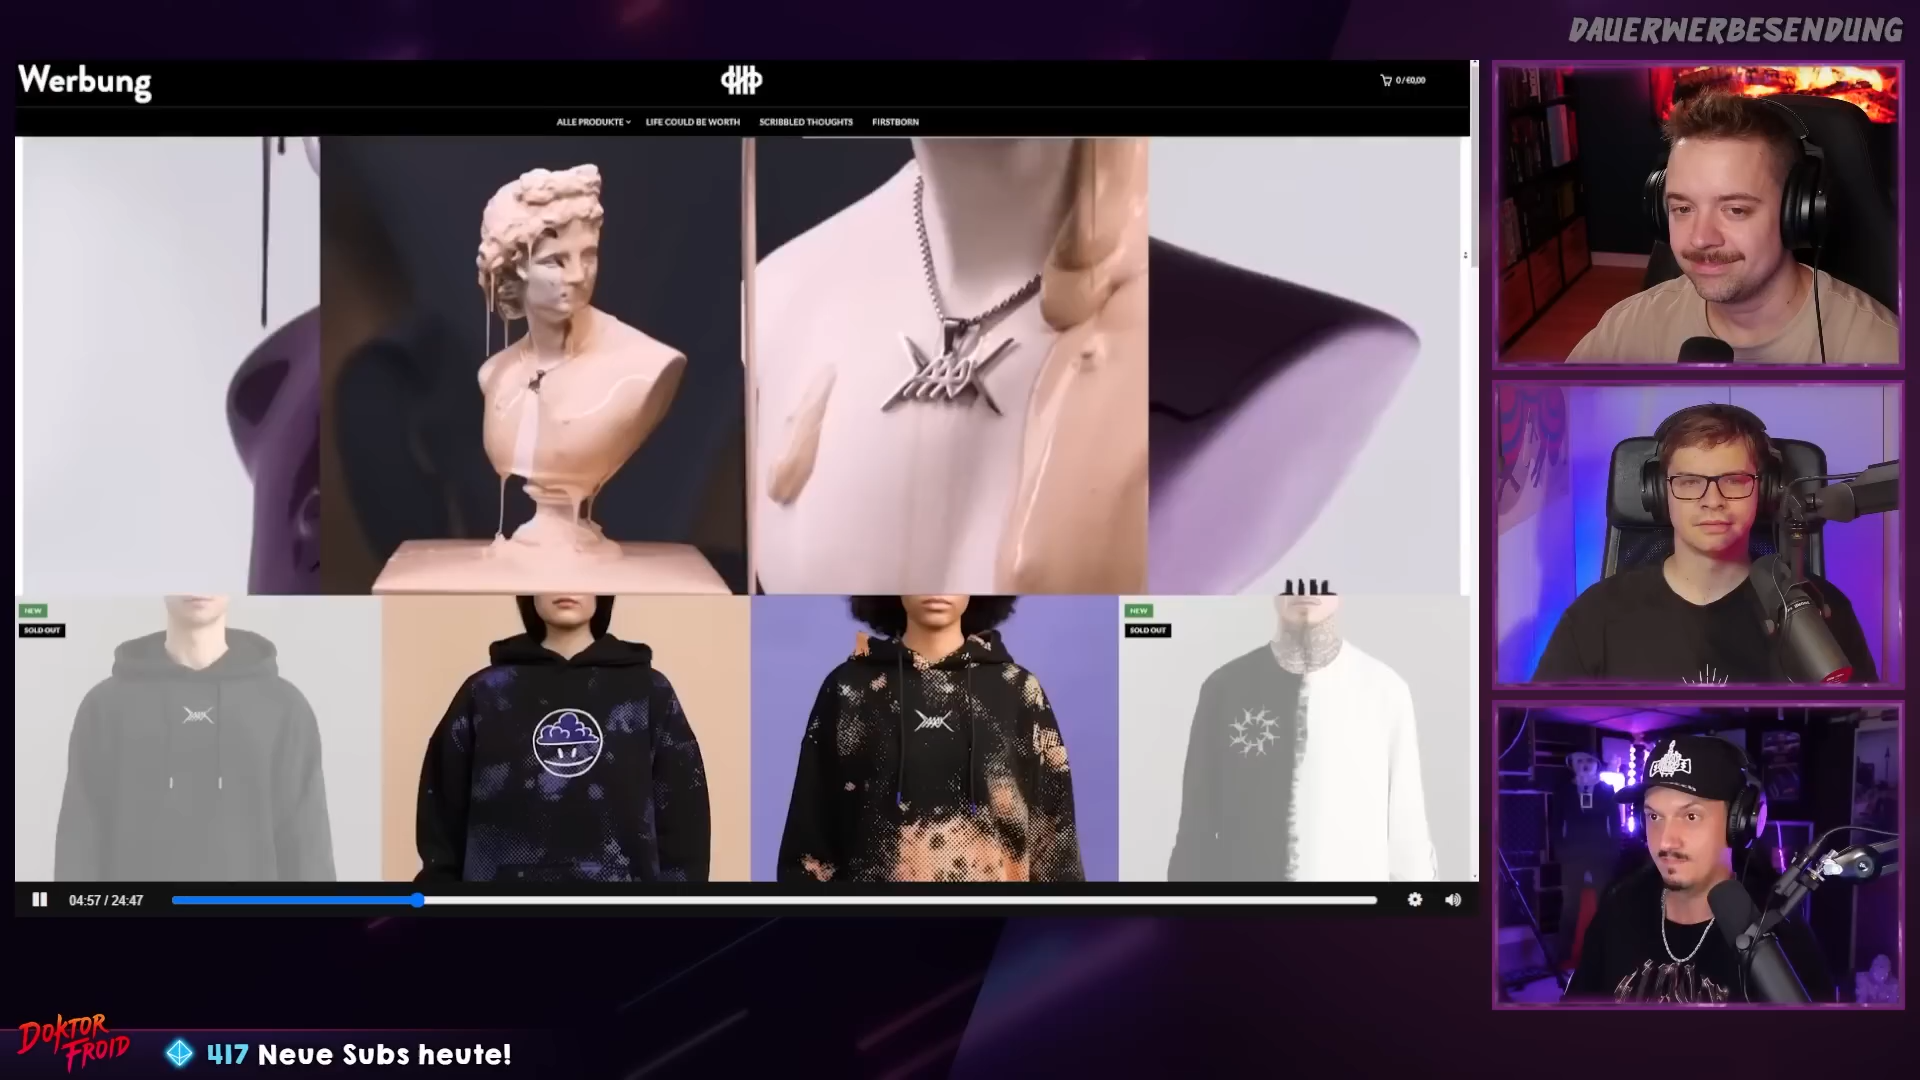 DAUERWERBESENDUNG
Werbung
0 / €0,00
ALLE PRODUKTE
LIFE COULD BE WORTH
SCRIBBLED THOUGHTS
FIRSTBORN
NEW
SOLD OUT
NEW
SOLD OUT
04:57 / 24:47
DOKTOR
FROID
417 Neue Subs heute!